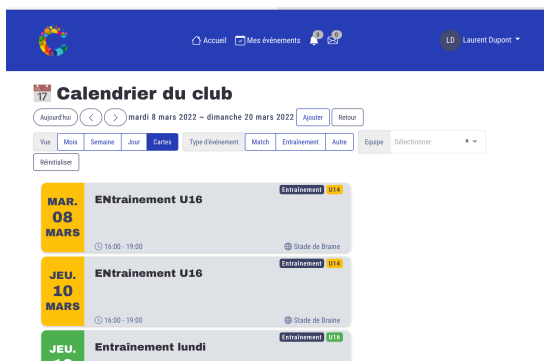 Accueil Mes événements 0 0 LD Laurent Dupont
17 Calendrier du club
Aujourd'hui < > mardi 8 mars 2022 – dimanche 20 mars 2022 Ajouter Retour
Vue Mois Semaine Jour Cartes Type d'événement Match Entraînement Autre Equipe Sélectionner ×
Réinitialiser
Entraînement U14
MAR. ENtrainement U16
08
MARS
16:00 - 19:00 Stade de Braine
Entraînement U14
JEU. ENtrainement U16
10
MARS
16:00 - 19:00 Stade de Braine
Entraînement U16
JEU. Entraînement lundi